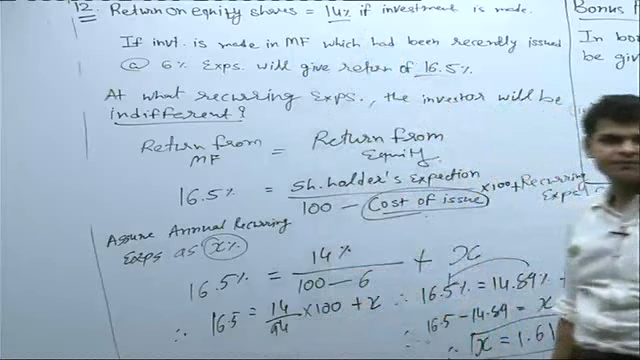 12 Return on Equity shares = 14% if investment is made.
If invt. is made in MF which had been recently issued
@ 6% Exps. will give return of 16.5%
At what recurring Exps., the investor will be
indifferent?
Return from MF = Return from Equity
16.5% = Sh. holder's Expection / 100 - Cost of issue × 100 + Recurring Exps
Assure Annual Recurring
Exps as x%
16.5% = 14% / 100 - 6 + x
∴ 16.5 = 14/94 × 100 + x
∴ 16.5% = 14.89% +
∴ 16.5 - 14.89 = x
∴ x = 1.61
Bonus
In bo
be giv